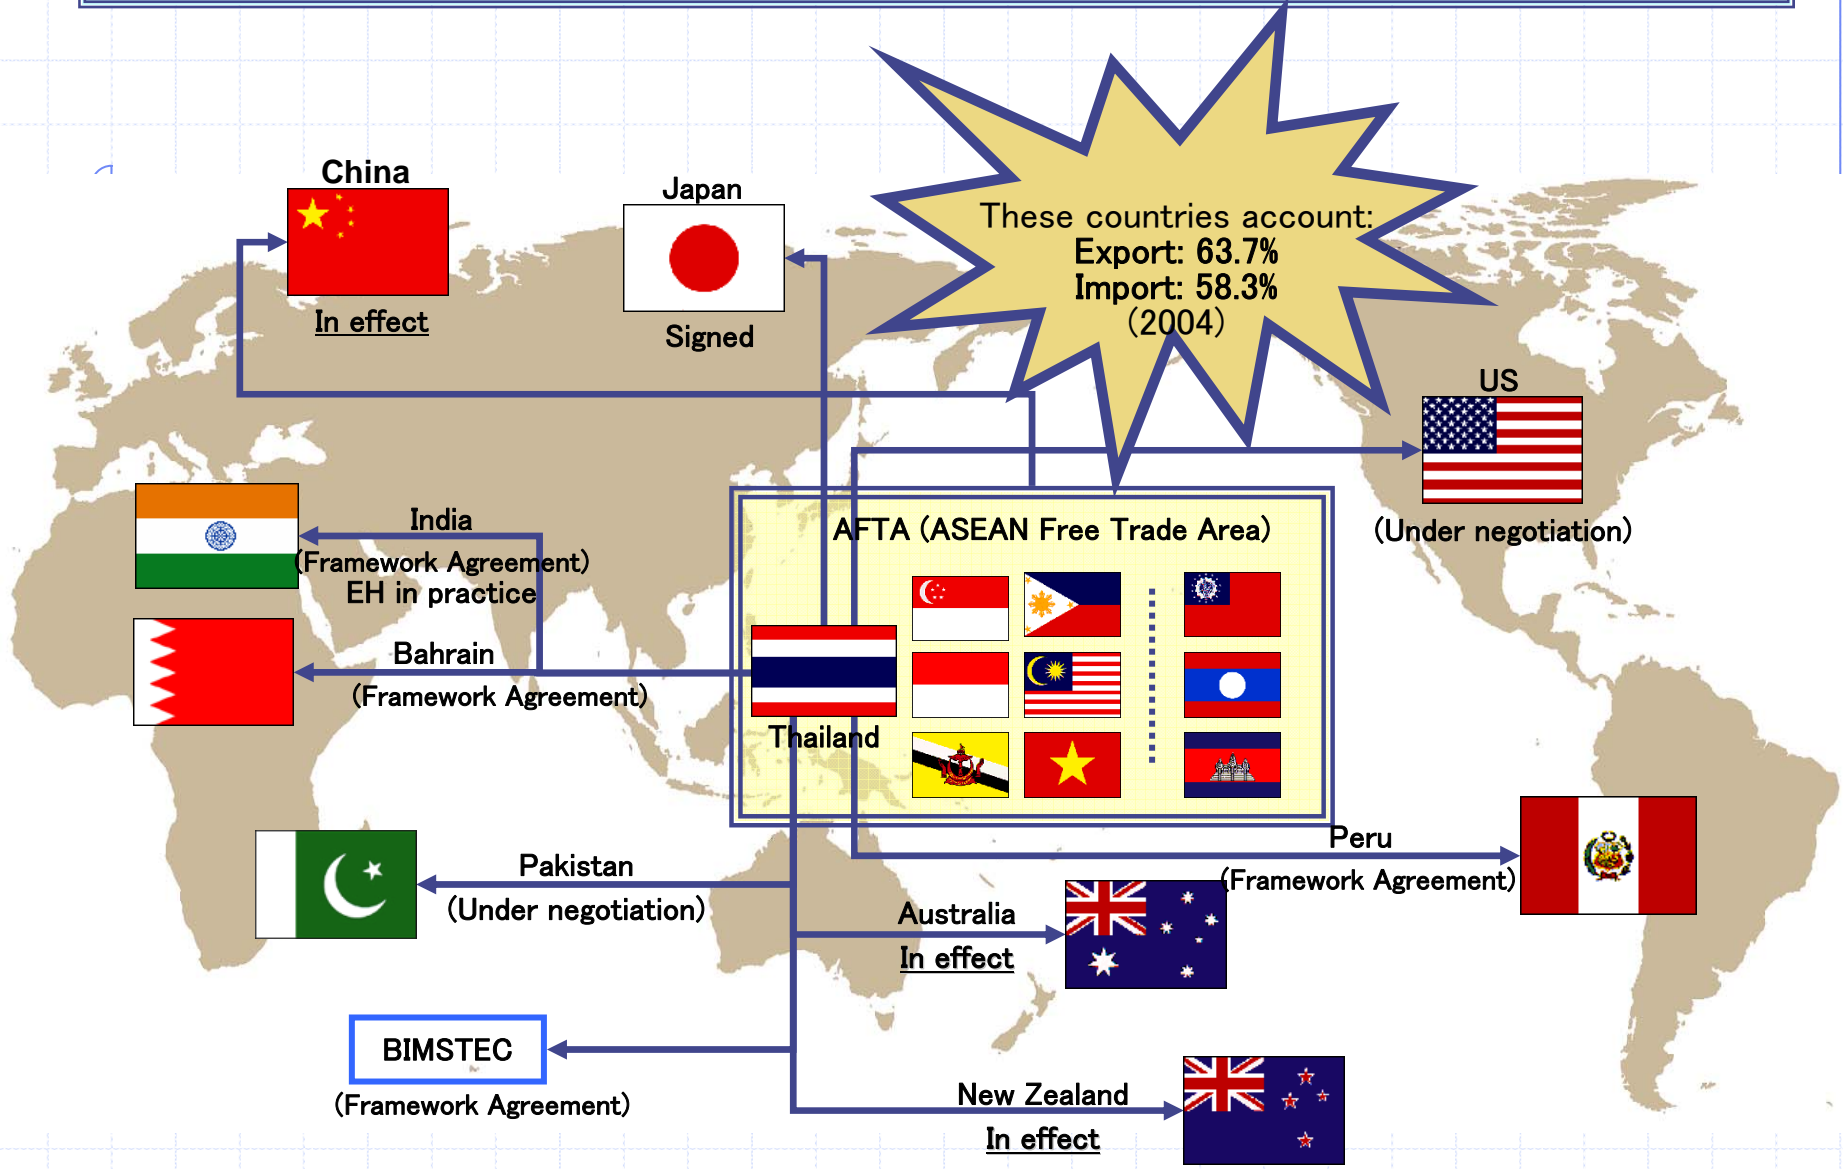 China
In effect
Japan
Signed
These countries account:
Export: 63.7%
Import: 58.3%
(2004)
US
(Under negotiation)
India
(Framework Agreement)
EH in practice
AFTA (ASEAN Free Trade Area)
Bahrain
(Framework Agreement)
Thailand
Peru
(Framework Agreement)
Pakistan
(Under negotiation)
Australia
In effect
BIMSTEC
(Framework Agreement)
New Zealand
In effect